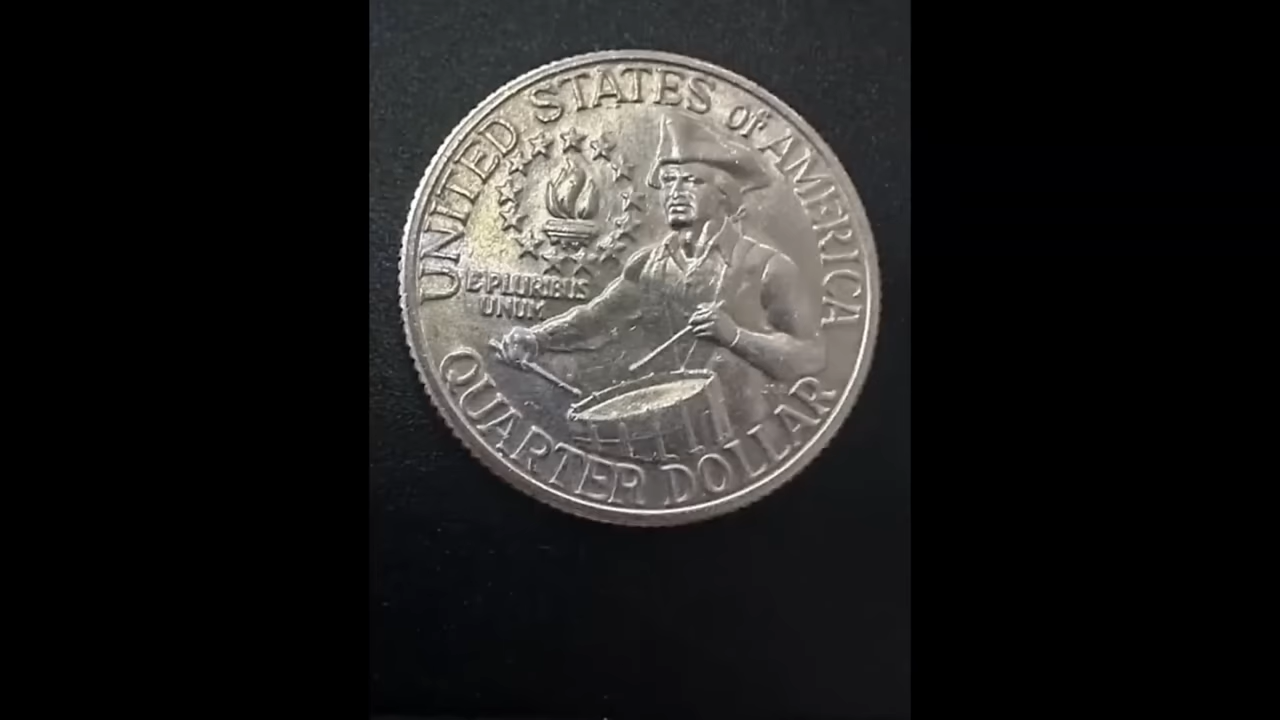 UNITED STATES of AMERICA
E PLURIBUS
UNUM
QUARTER DOLLAR